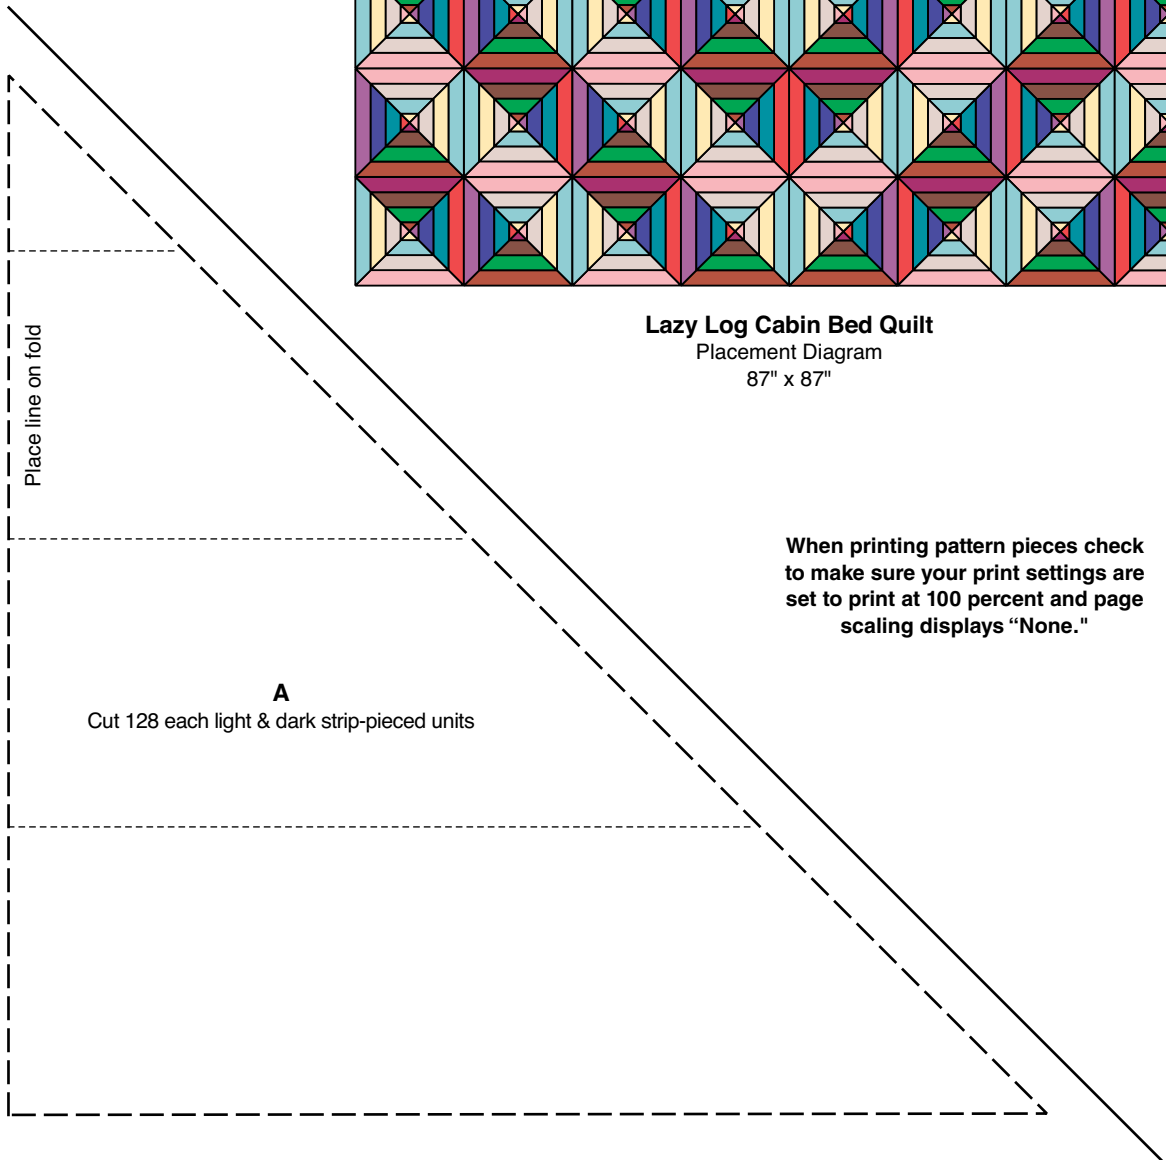 Lazy Log Cabin Bed Quilt
Placement Diagram
87" x 87"
Place line on fold
When printing pattern pieces check
to make sure your print settings are
set to print at 100 percent and page
scaling displays “None."
A
Cut 128 each light & dark strip-pieced units